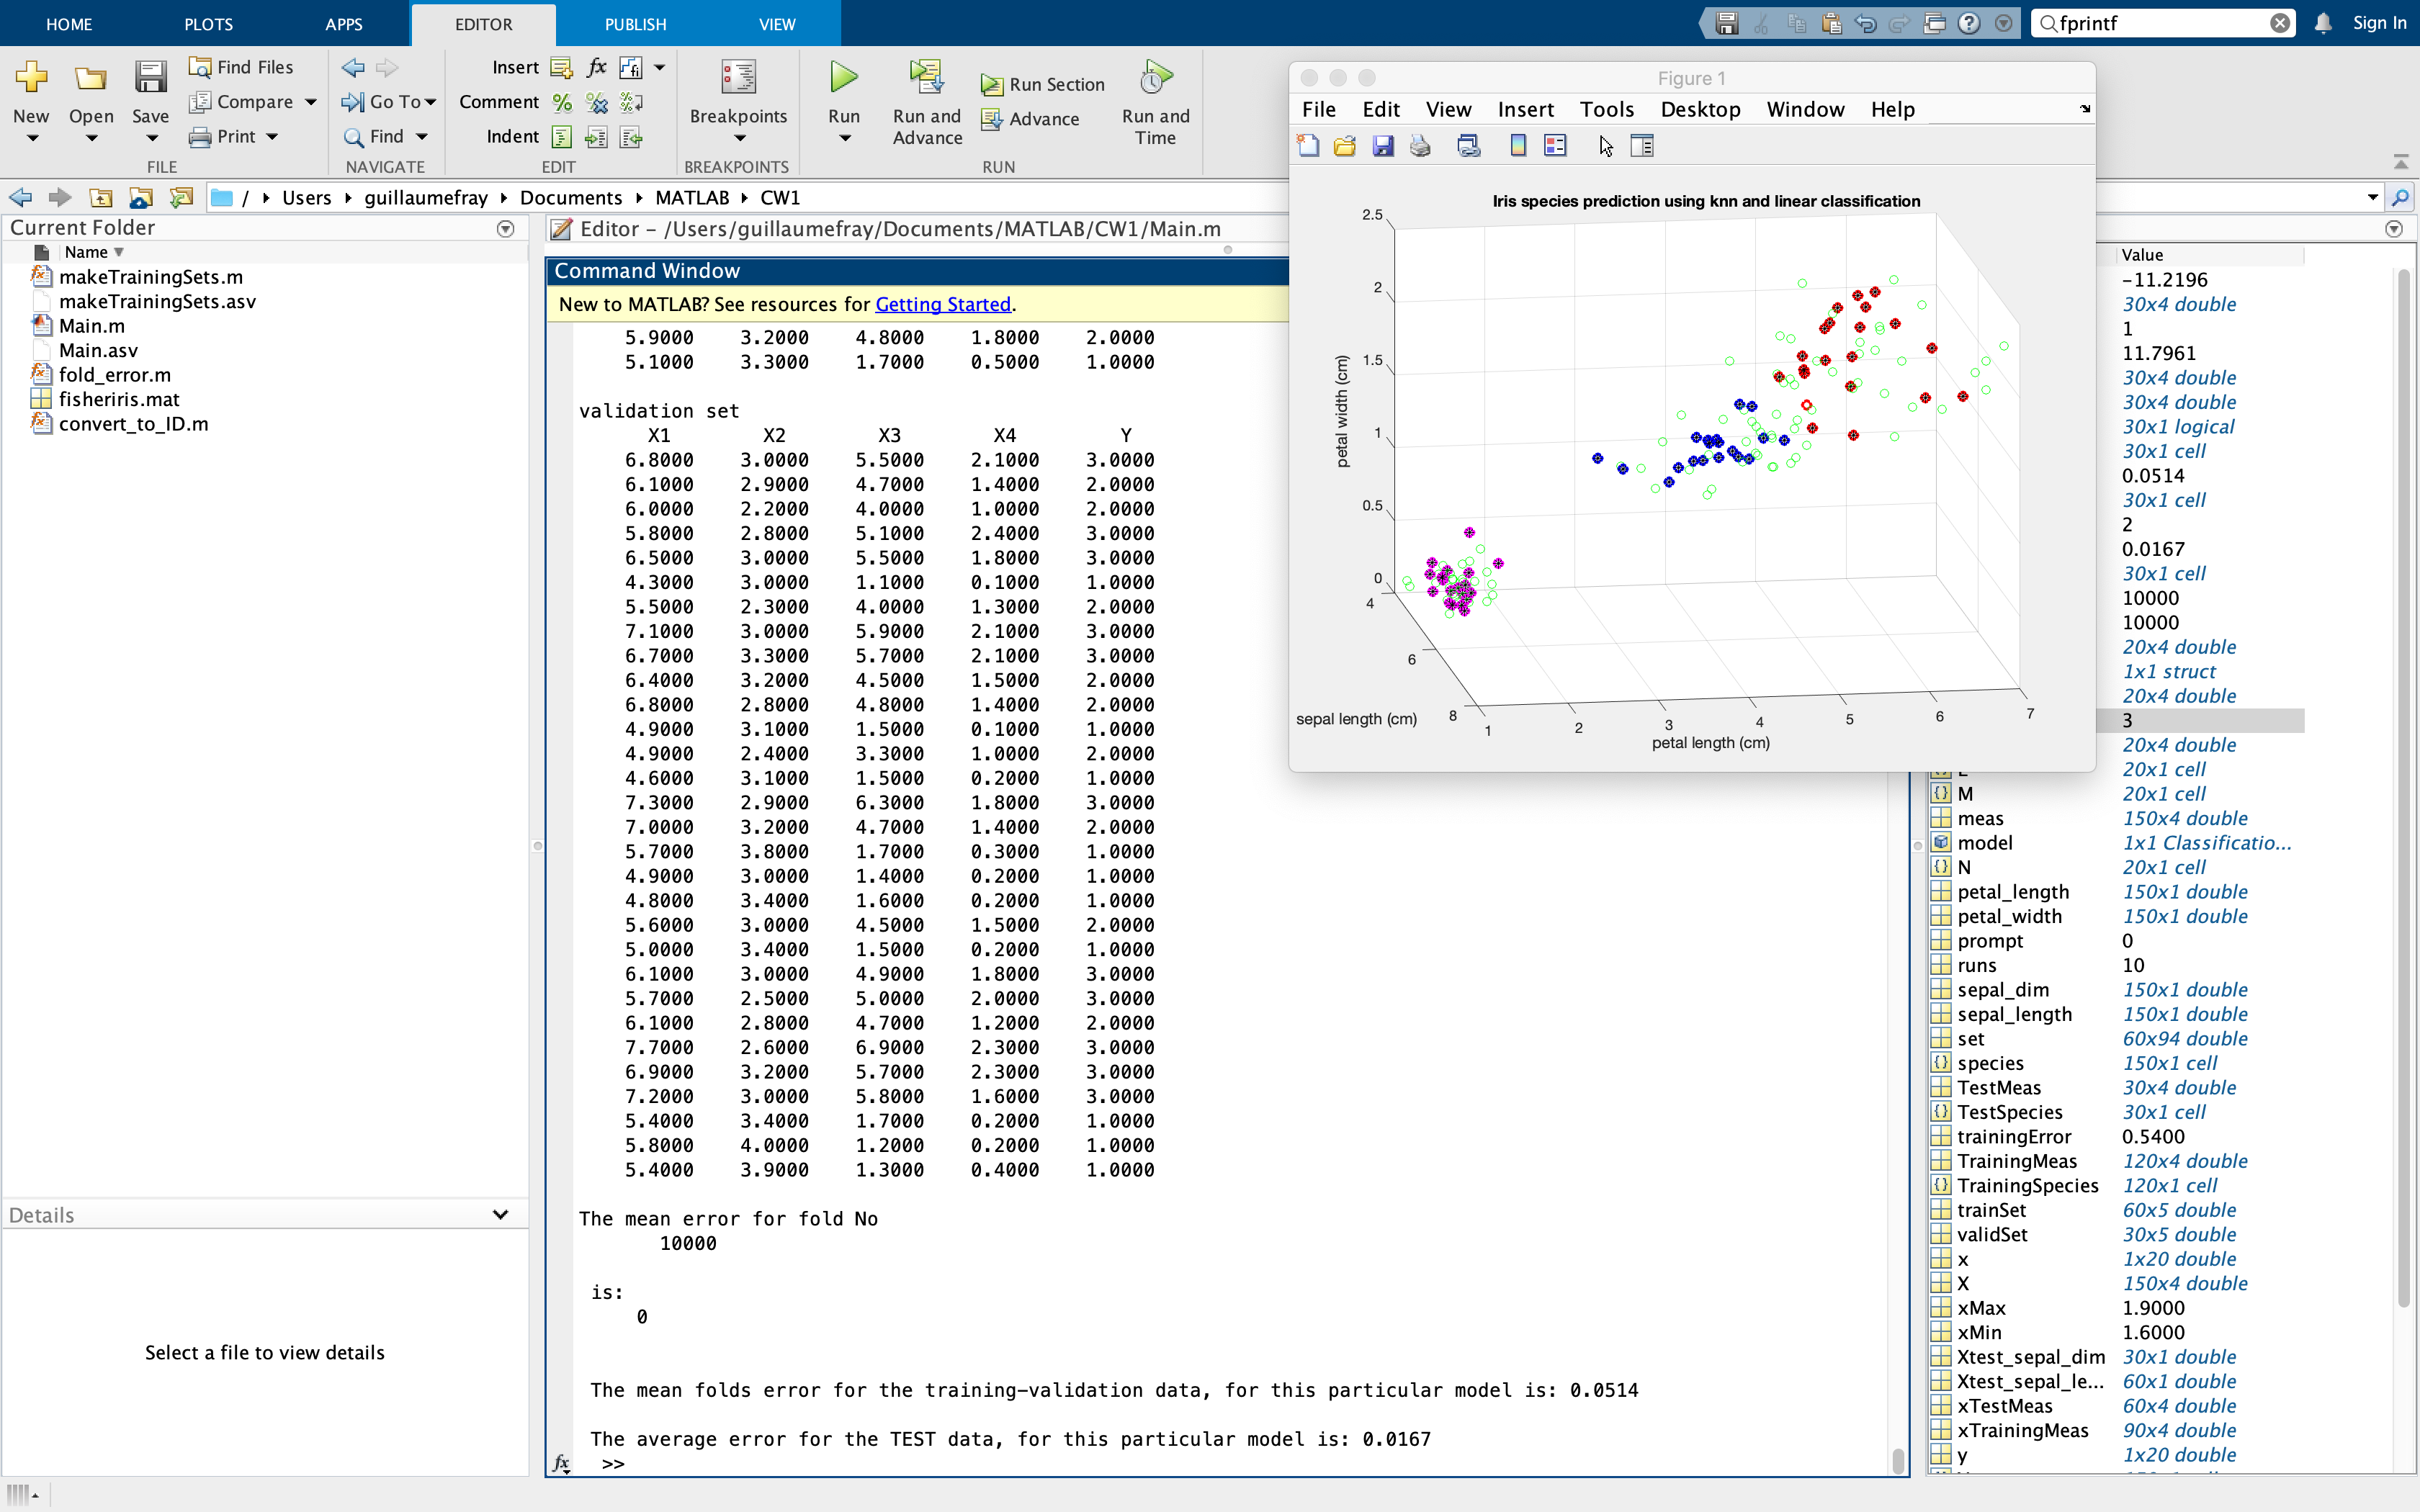 HOME PLOTS APPS EDITOR PUBLISH VIEW fprintf Sign In
New Open Save Find Files Compare Print FILE
Go To Find NAVIGATE
Insert fx Comment Indent EDIT
Breakpoints BREAKPOINTS
Run Run and Advance Run Section Advance Run and Time RUN
/ Users guillaumefray Documents MATLAB CW1
Current Folder
Name
makeTrainingSets.m
makeTrainingSets.asv
Main.m
Main.asv
fold_error.m
fisheriris.mat
convert_to_ID.m
Details
Select a file to view details
Editor – /Users/guillaumefray/Documents/MATLAB/CW1/Main.m
Command Window
New to MATLAB? See resources for Getting Started.
5.9000 3.2000 4.8000 1.8000 2.0000
5.1000 3.3000 1.7000 0.5000 1.0000
validation set
X1 X2 X3 X4 Y
6.8000 3.0000 5.5000 2.1000 3.0000
6.1000 2.9000 4.7000 1.4000 2.0000
6.0000 2.2000 4.0000 1.0000 2.0000
5.8000 2.8000 5.1000 2.4000 3.0000
6.5000 3.0000 5.5000 1.8000 3.0000
4.3000 3.0000 1.1000 0.1000 1.0000
5.5000 2.3000 4.0000 1.3000 2.0000
7.1000 3.0000 5.9000 2.1000 3.0000
6.7000 3.3000 5.7000 2.1000 3.0000
6.4000 3.2000 4.5000 1.5000 2.0000
6.8000 2.8000 4.8000 1.4000 2.0000
4.9000 3.1000 1.5000 0.1000 1.0000
4.9000 2.4000 3.3000 1.0000 2.0000
4.6000 3.1000 1.5000 0.2000 1.0000
7.3000 2.9000 6.3000 1.8000 3.0000
7.0000 3.2000 4.7000 1.4000 2.0000
5.7000 3.8000 1.7000 0.3000 1.0000
4.9000 3.0000 1.4000 0.2000 1.0000
4.8000 3.4000 1.6000 0.2000 1.0000
5.6000 3.0000 4.5000 1.5000 2.0000
5.0000 3.4000 1.5000 0.2000 1.0000
6.1000 3.0000 4.9000 1.8000 3.0000
5.7000 2.5000 5.0000 2.0000 3.0000
6.1000 2.8000 4.7000 1.2000 2.0000
7.7000 2.6000 6.9000 2.3000 3.0000
6.9000 3.2000 5.7000 2.3000 3.0000
7.2000 3.0000 5.8000 1.6000 3.0000
5.4000 3.4000 1.7000 0.2000 1.0000
5.8000 4.0000 1.2000 0.2000 1.0000
5.4000 3.9000 1.3000 0.4000 1.0000
The mean error for fold No
10000
is:
0
The mean folds error for the training-validation data, for this particular model is: 0.0514
The average error for the TEST data, for this particular model is: 0.0167
fx >>
Figure 1
File Edit View Insert Tools Desktop Window Help
Iris species prediction using knn and linear classification
2.5
2
1.5
1
0.5
0
petal width (cm)
4
6
8
sepal length (cm)
1 2 3 4 5 6 7
petal length (cm)
Value
-11.2196
30x4 double
1
11.7961
30x4 double
30x4 double
30x1 logical
30x1 cell
0.0514
30x1 cell
2
0.0167
30x1 cell
10000
10000
20x4 double
1x1 struct
20x4 double
3
20x4 double
20x1 cell
M 20x1 cell
meas 150x4 double
model 1x1 Classificatio...
N 20x1 cell
petal_length 150x1 double
petal_width 150x1 double
prompt 0
runs 10
sepal_dim 150x1 double
sepal_length 150x1 double
set 60x94 double
species 150x1 cell
TestMeas 30x4 double
TestSpecies 30x1 cell
trainingError 0.5400
TrainingMeas 120x4 double
TrainingSpecies 120x1 cell
trainSet 60x5 double
validSet 30x5 double
x 1x20 double
X 150x4 double
xMax 1.9000
xMin 1.6000
Xtest_sepal_dim 30x1 double
Xtest_sepal_le... 60x1 double
xTestMeas 60x4 double
xTrainingMeas 90x4 double
y 1x20 double